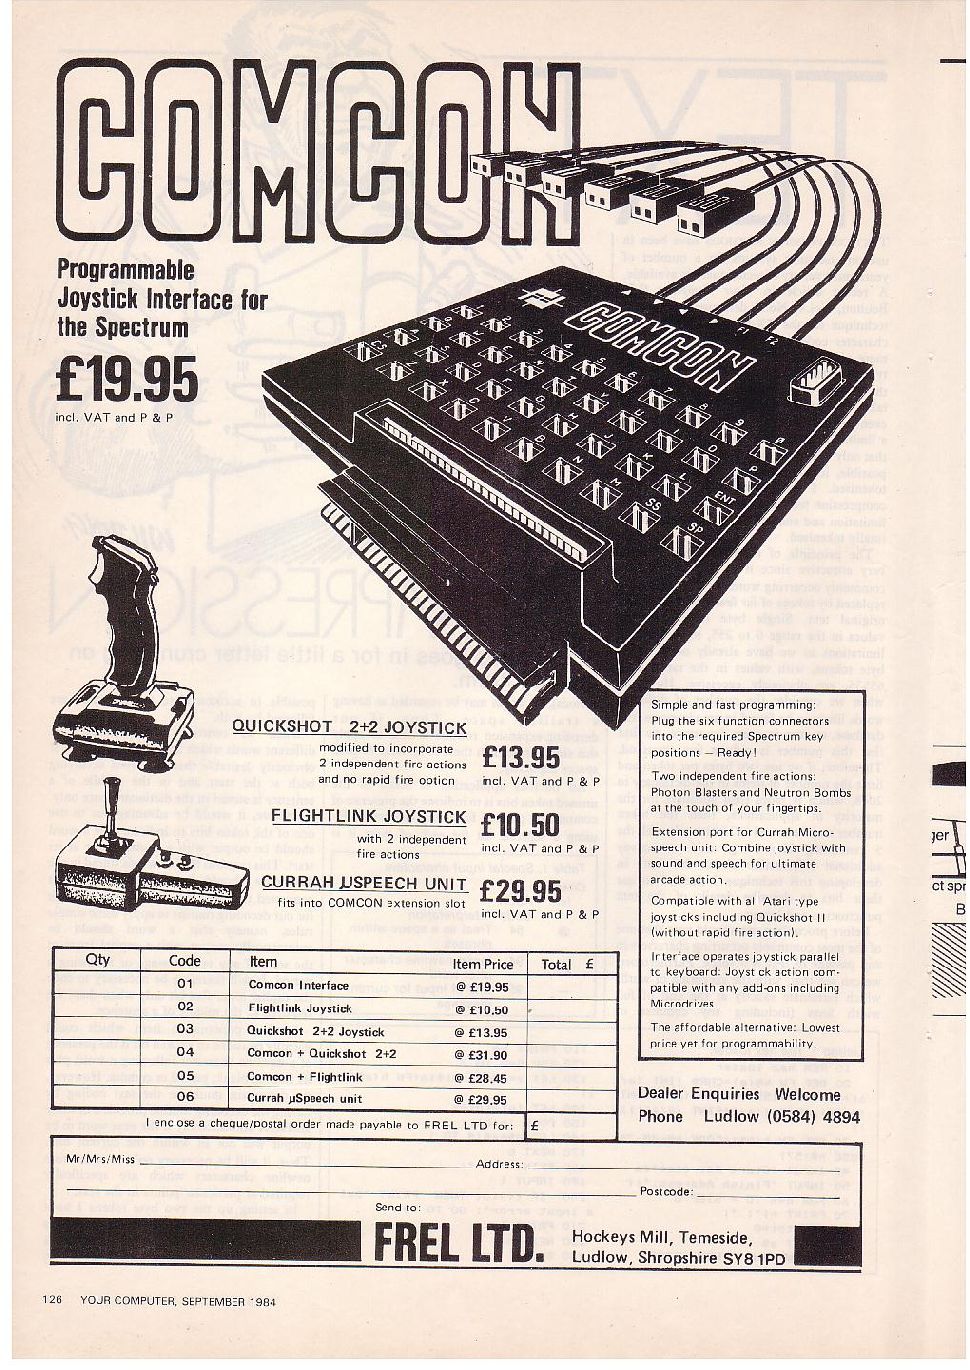 COMCON
Programmable
Joystick Interface for
the Spectrum
£19.95
incl. VAT and P & P
COMCON
ENT
SS
SP
QUICKSHOT 2+2 JOYSTICK
modified to incorporate
2 independent fire actions
and no rapid fire option
£13.95
incl. VAT and P & P
FLIGHTLINK JOYSTICK
with 2 independent
fire actions
£10.50
incl. VAT and P & P
CURRAH µSPEECH UNIT
fits into COMCON extension slot
£29.95
incl. VAT and P & P
Simple and fast programming:
Plug the six function connectors
into the required Spectrum key
positions — Ready!
Two independent fire actions:
Photon Blasters and Neutron Bombs
at the touch of your fingertips.
Extension port for Currah Micro-
speech unit: Combine joystick with
sound and speech for ultimate
arcade action.
Compatible with all Atari type
joysticks including Quickshot II
(without rapid fire action).
Interface operates joystick parallel
to keyboard: Joystick action com-
patible with any add-ons including
Microdrives
The affordable alternative: Lowest
price yet for programmability
Qty Code Item Item Price Total £
01 Comcon Interface @ £19.95
02 Flightlink Joystick @ £10.50
03 Quickshot 2+2 Joystick @ £13.95
04 Comcon + Quickshot 2+2 @ £31.90
05 Comcon + Flightlink @ £28.45
06 Currah µSpeech unit @ £29.95
I enclose a cheque/postal order made payable to FREL LTD for: £
Dealer Enquiries Welcome
Phone Ludlow (0584) 4894
Mr/Mrs/Miss Address:
Postcode:
Send to:
FREL LTD.
Hockeys Mill, Temeside,
Ludlow, Shropshire SY8 1PD
126 YOUR COMPUTER, SEPTEMBER 1984